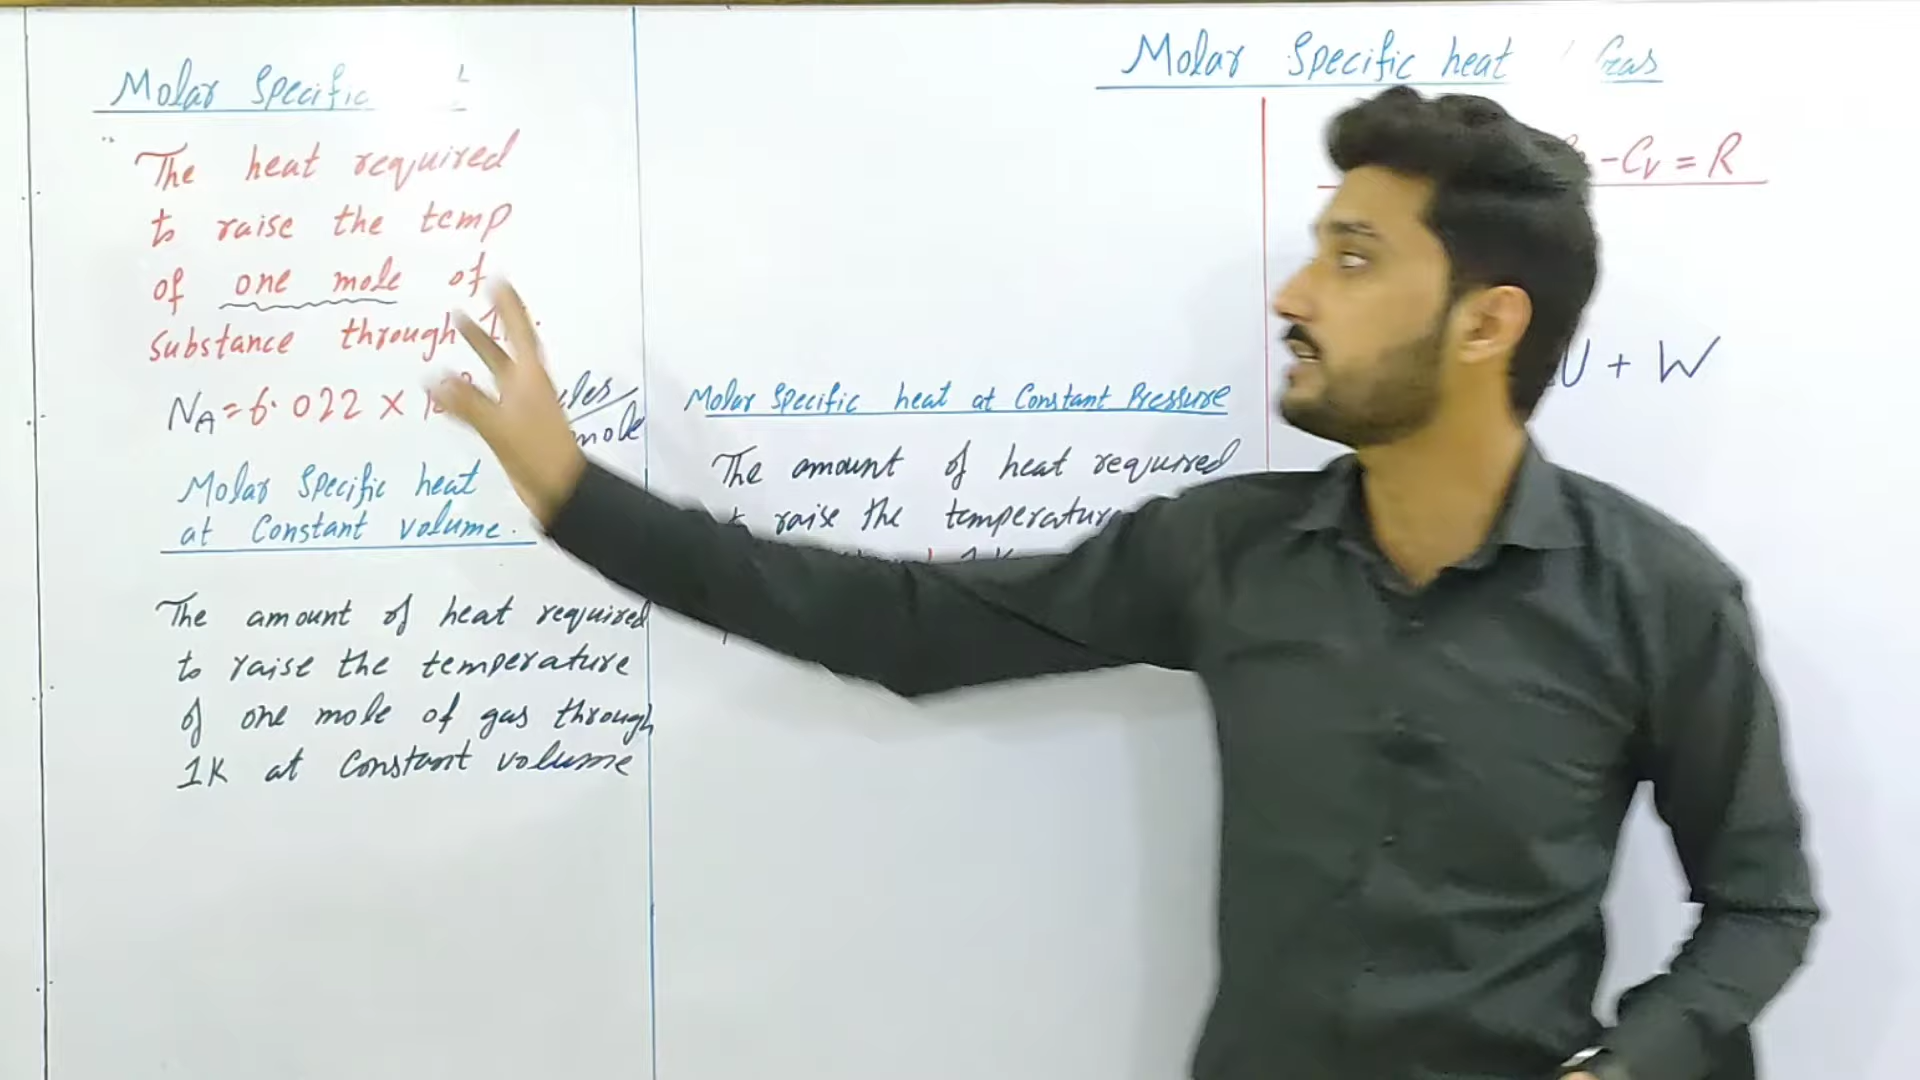 Molar Specific
The heat required
to raise the temp
of one mole of
substance through
NA = 6.022 ×
mole
Molar Specific heat
at Constant volume.
The amount of heat required
to raise the temperature
of one mole of gas through
1K at Constant volume
Molar Specific heat at Constant Pressure
The amount of heat required
raise the temperature
Molar Specific heat Gas
- Cv = R
U + W